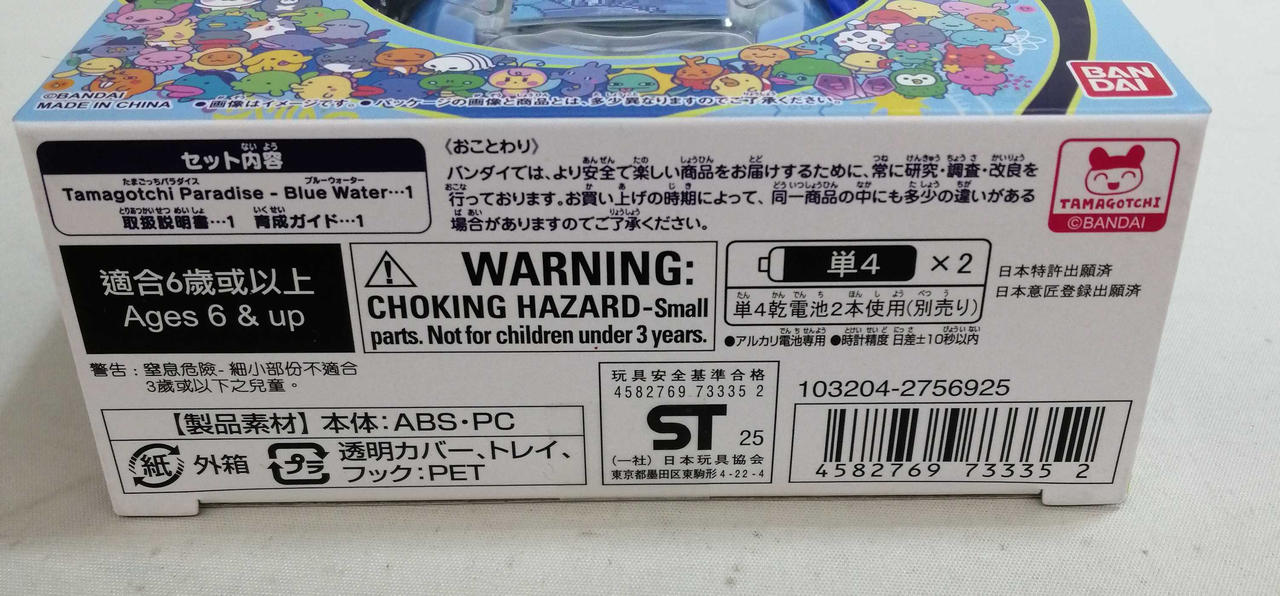 ©BANDAI
MADE IN CHINA
●画像はイメージです。●パッケージの画像と商品とは、多少異なりますのでご了承ください。
BAN
DAI
セット内容
Tamagotchi Paradise - Blue Water…1
取扱説明書…1 育成ガイド…1
〈おことわり〉
バンダイでは、より安全で楽しい商品をお届けするために、常に研究・調査・改良を
行っております。お買い上げの時期によって、同一商品の中にも多少の違いがある
場合がありますのでご了承ください。
TAMAGOTCHI
©BANDAI
適合6歲或以上
Ages 6 & up
WARNING:
CHOKING HAZARD-Small
parts. Not for children under 3 years.
単4 ×2
単4乾電池2本使用(別売り)
●アルカリ電池専用 ●時計精度 日差±10秒以内
日本特許出願済
日本意匠登録出願済
警告:窒息危險-細小部份不適合
3歲或以下之兒童。
【製品素材】本体:ABS・PC
紙 外箱
プラ 透明カバー、トレイ、
フック:PET
玩具安全基準合格
4582769 73335 2
ST 25
(一社)日本玩具協会
東京都墨田区東駒形4-22-4
103204-2756925
4582769 73335 2